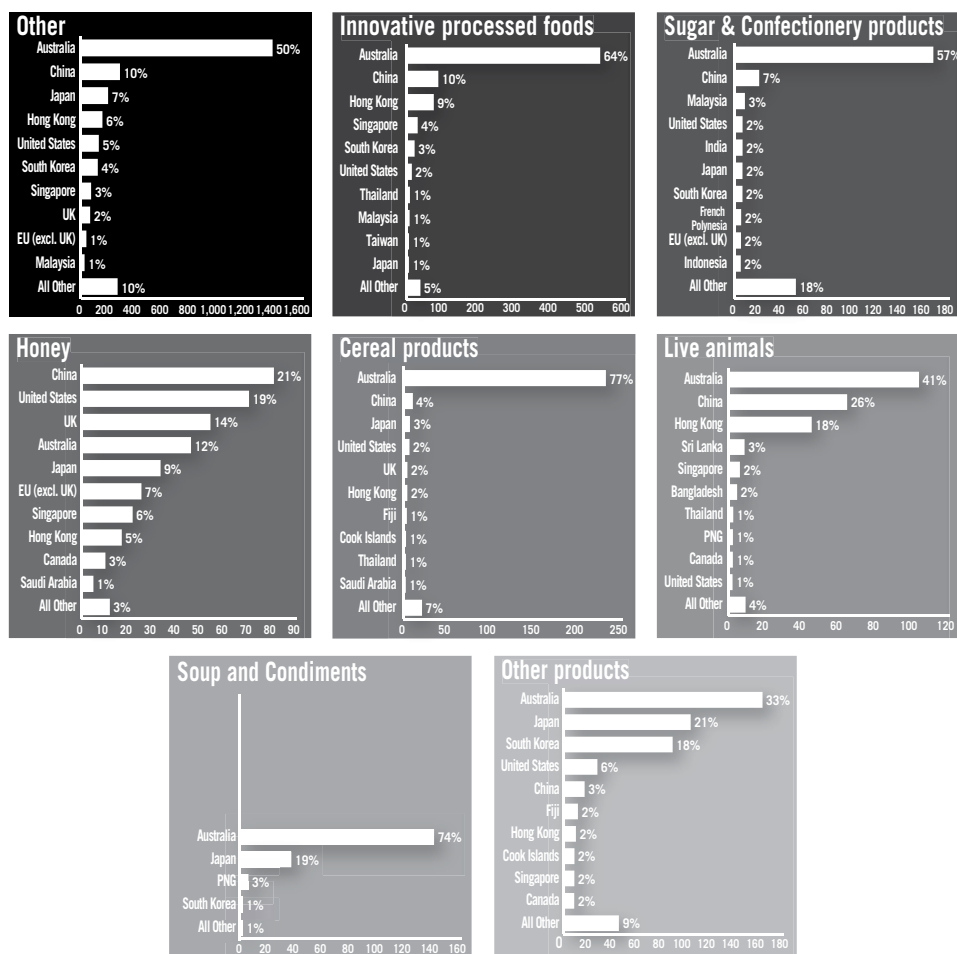 Other
Australia 50%
China 10%
Japan 7%
Hong Kong 6%
United States 5%
South Korea 4%
Singapore 3%
UK 2%
EU (excl. UK) 1%
Malaysia 1%
All Other 10%
0 200 400 600 800 1,000 1,200 1,400 1,600
Innovative processed foods
Australia 64%
China 10%
Hong Kong 9%
Singapore 4%
South Korea 3%
United States 2%
Thailand 1%
Malaysia 1%
Taiwan 1%
Japan 1%
All Other 5%
0 100 200 300 400 500 600
Sugar & Confectionery products
Australia 57%
China 7%
Malaysia 3%
United States 2%
India 2%
Japan 2%
South Korea 2%
French
Polynesia 2%
EU (excl. UK) 2%
Indonesia 2%
All Other 18%
0 20 40 60 80 100 120 140 160 180
Honey
China 21%
United States 19%
UK 14%
Australia 12%
Japan 9%
EU (excl. UK) 7%
Singapore 6%
Hong Kong 5%
Canada 3%
Saudi Arabia 1%
All Other 3%
0 10 20 30 40 50 60 70 80 90
Cereal products
Australia 77%
China 4%
Japan 3%
United States 2%
UK 2%
Hong Kong 2%
Fiji 1%
Cook Islands 1%
Thailand 1%
Saudi Arabia 1%
All Other 7%
0 50 100 150 200 250
Live animals
Australia 41%
China 26%
Hong Kong 18%
Sri Lanka 3%
Singapore 2%
Bangladesh 2%
Thailand 1%
PNG 1%
Canada 1%
United States 1%
All Other 4%
0 20 40 60 80 100 120
Soup and Condiments
Australia 74%
Japan 19%
PNG 3%
South Korea 1%
All Other 1%
0 20 40 60 80 100 120 140 160
Other products
Australia 33%
Japan 21%
South Korea 18%
United States 6%
China 3%
Fiji 2%
Hong Kong 2%
Cook Islands 2%
Singapore 2%
Canada 2%
All Other 9%
0 20 40 60 80 100 120 140 160 180